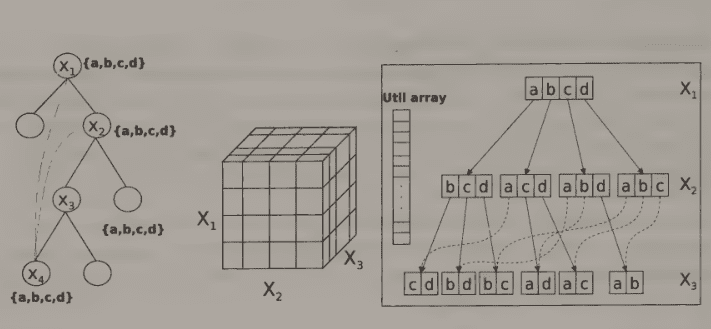 X1 {a,b,c,d}
X2 {a,b,c,d}
X3
{a,b,c,d}
X4
{a,b,c,d}
X1
X2
X3
Util array
a b c d
X1
b c d
a c d
a b d
a b c
X2
c d
b d
b c
a d
a c
a b
X3